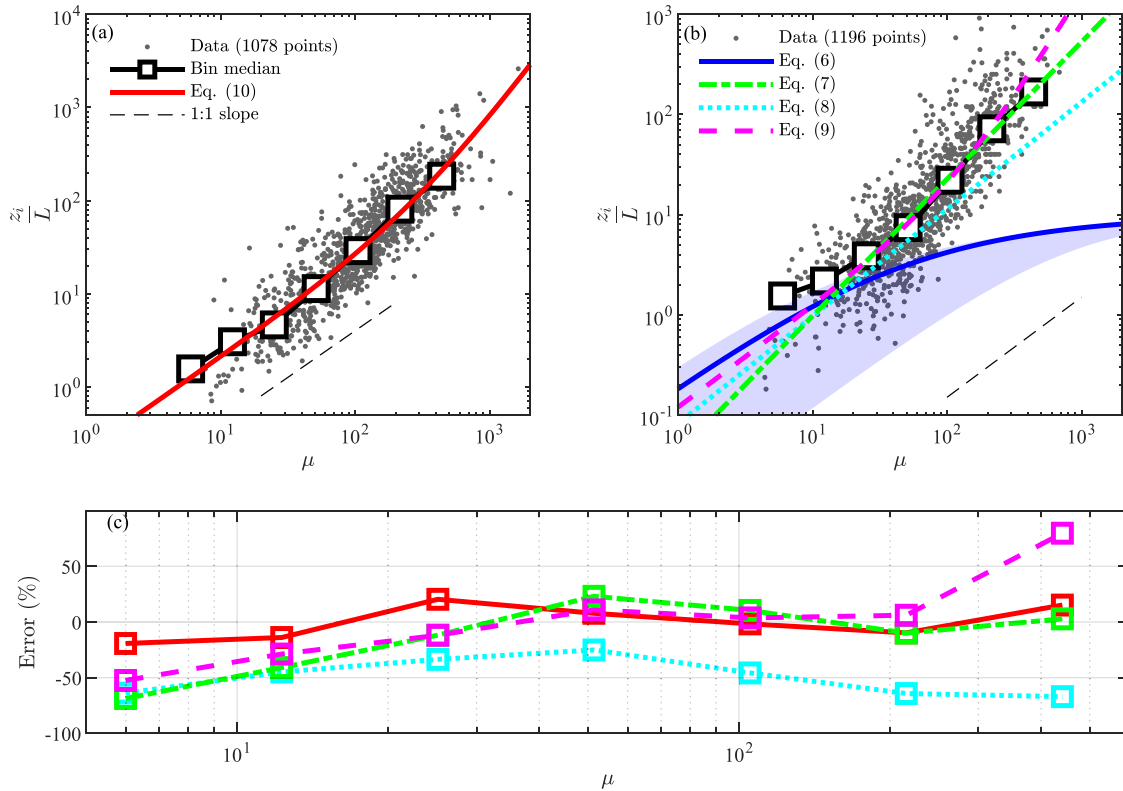 (a)
Data (1078 points)
Bin median
Eq. (10)
1:1 slope
10^4
10^3
10^2
10^1
10^0
z_i/L
10^0 10^1 10^2 10^3
μ
(b)
Data (1196 points)
Eq. (6)
Eq. (7)
Eq. (8)
Eq. (9)
10^3
10^2
10^1
10^0
10^-1
z_i/L
10^0 10^1 10^2 10^3
μ
(c)
50
0
-50
-100
Error (%)
10^1 10^2
μ